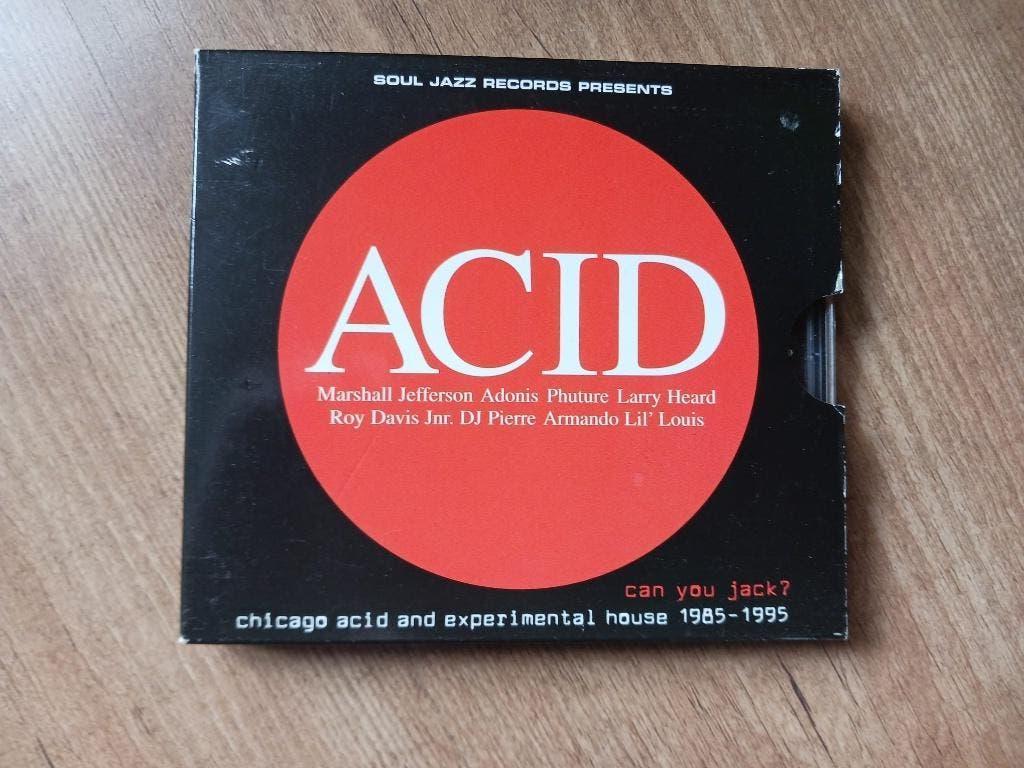 SOUL JAZZ RECORDS PRESENTS
ACID
Marshall Jefferson Adonis Phuture Larry Heard
Roy Davis Jnr. DJ Pierre Armando Lil' Louis
can you jack?
chicago acid and experimental house 1985-1995